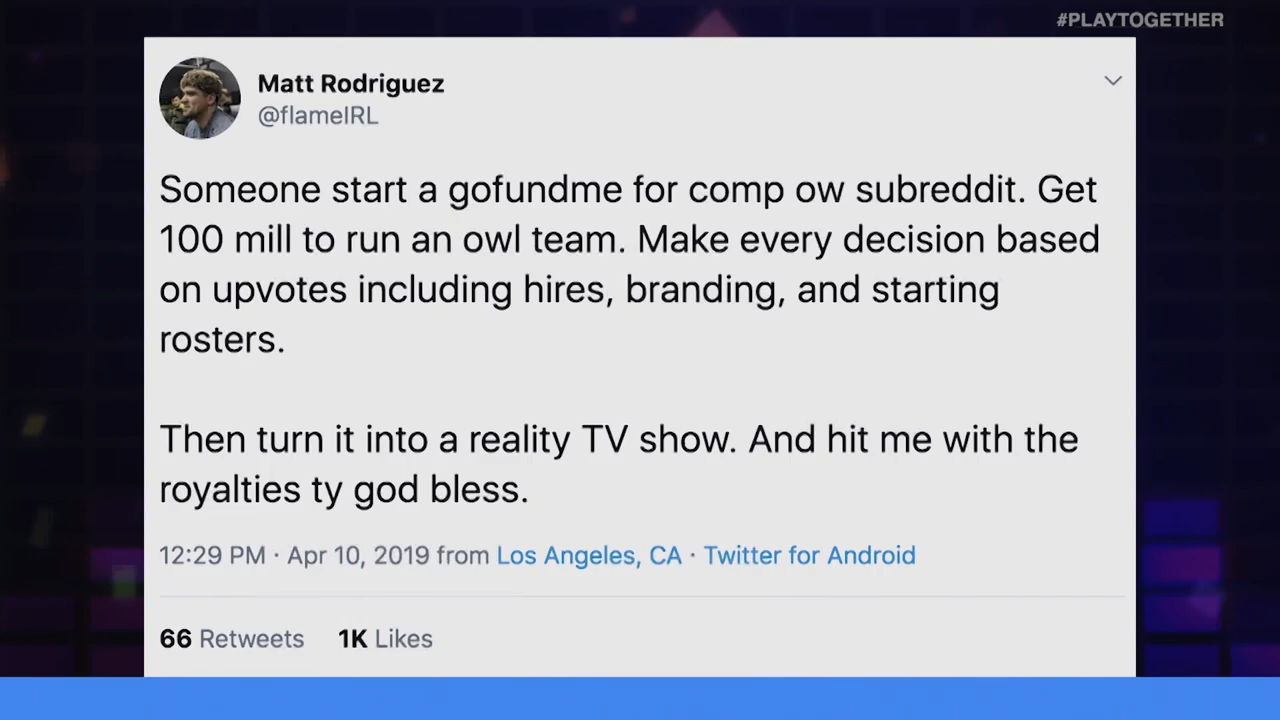 #PLAYTOGETHER
Matt Rodriguez
@flameIRL
Someone start a gofundme for comp ow subreddit. Get
100 mill to run an owl team. Make every decision based
on upvotes including hires, branding, and starting
rosters.
Then turn it into a reality TV show. And hit me with the
royalties ty god bless.
12:29 PM · Apr 10, 2019 from Los Angeles, CA · Twitter for Android
66 Retweets 1K Likes